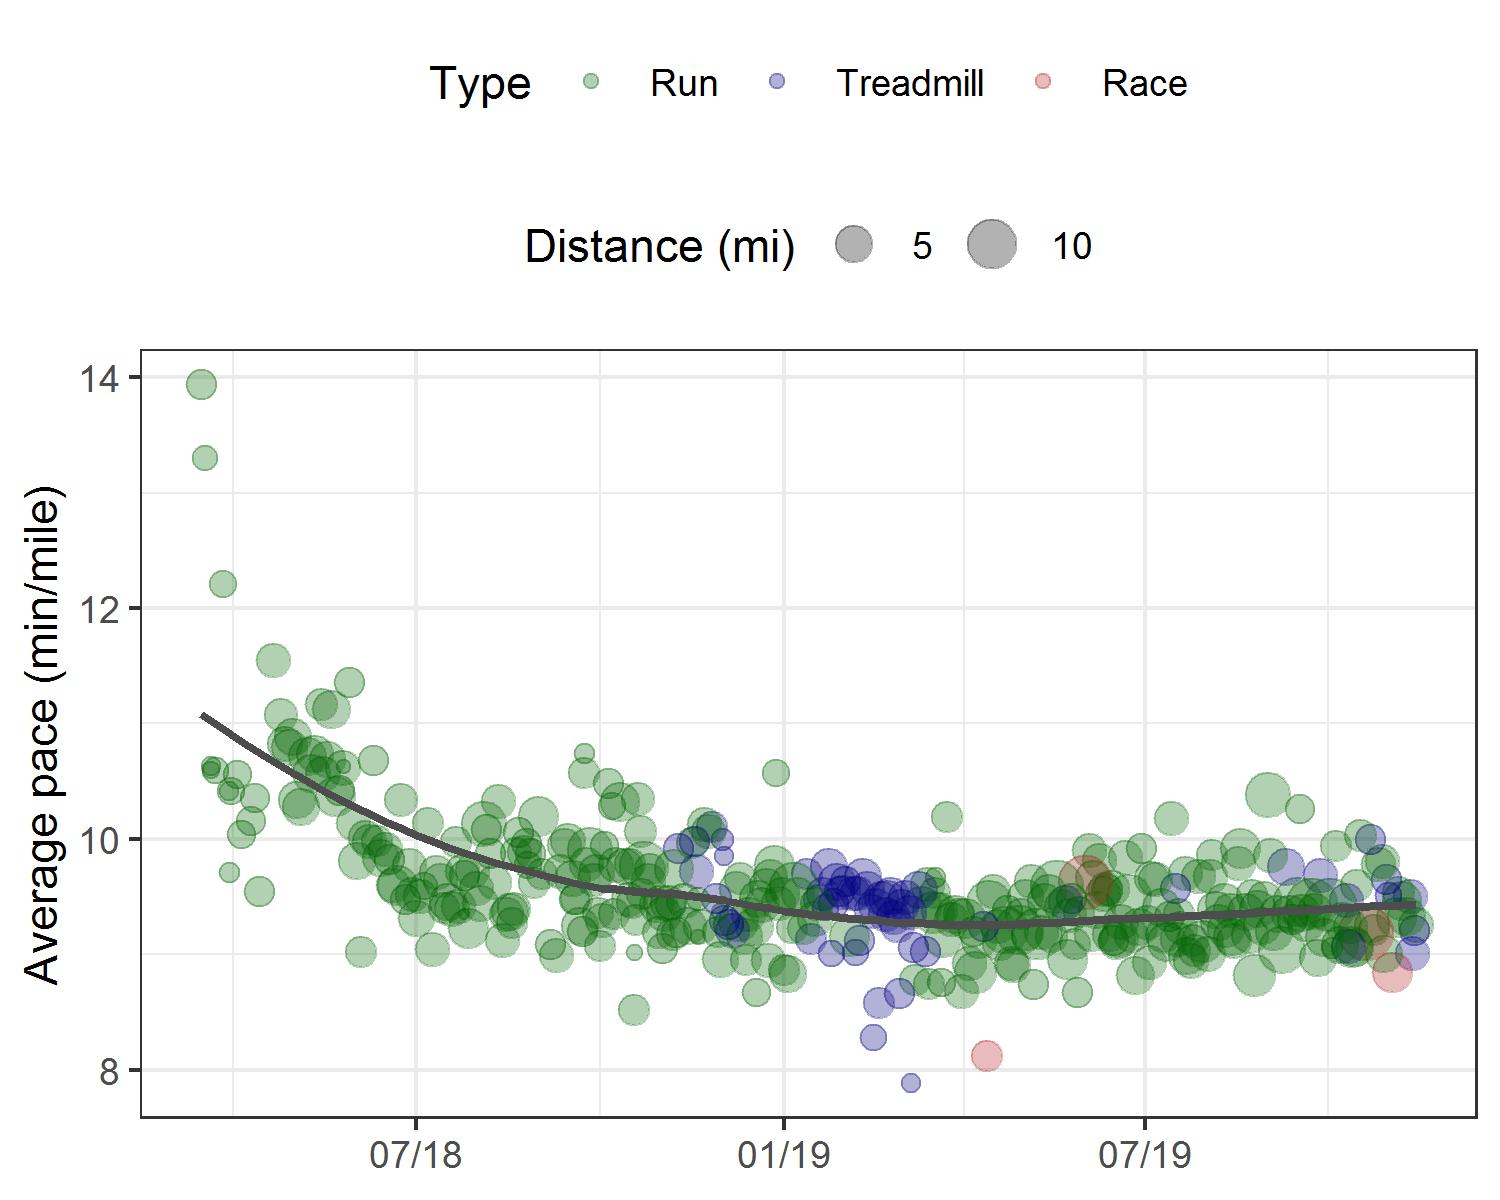 Type Run Treadmill Race
Distance (mi) 5 10
Average pace (min/mile)
14
12
10
8
07/18 01/19 07/19